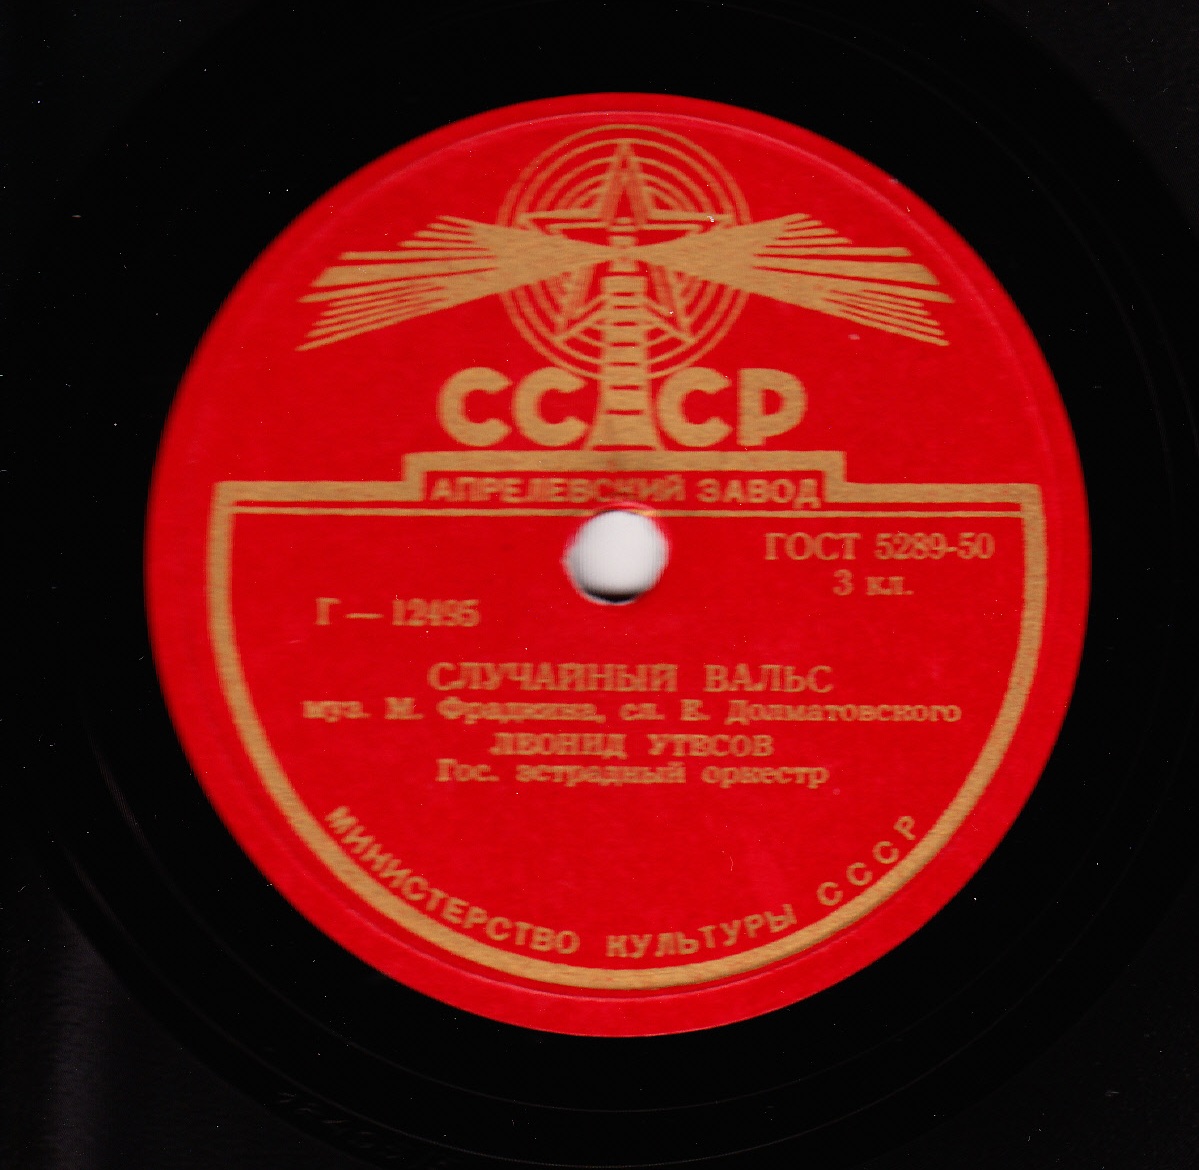 СССР
АПРЕЛЕВСКИЙ ЗАВОД
ГОСТ 5289-50
3 кл.
Г — 12495
СЛУЧАЙНЫЙ ВАЛЬС
муз. М. Фрадкина, сл. Е. Долматовского
ЛЕОНИД УТЕСОВ
Гос. эстрадный оркестр
МИНИСТЕРСТВО КУЛЬТУРЫ СССР